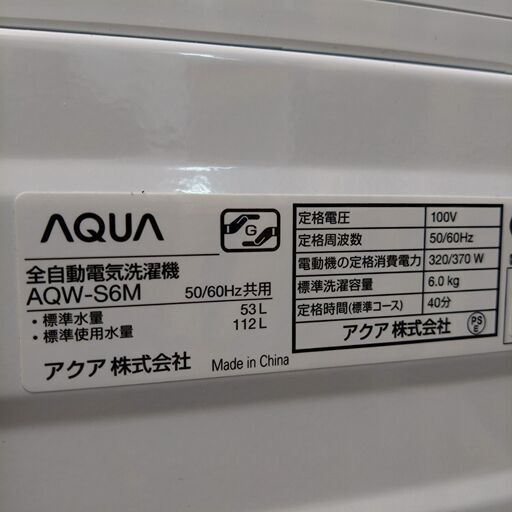 AQUA
G
全自動電気洗濯機
AQW-S6M 50/60Hz共用
・標準水量 53L
・標準使用水量 112L
アクア株式会社 Made in China
定格電圧 100V
定格周波数 50/60Hz
電動機の定格消費電力 320/370 W
標準洗濯容量 6.0kg
定格時間(標準コース) 40分
アクア株式会社
PS
E